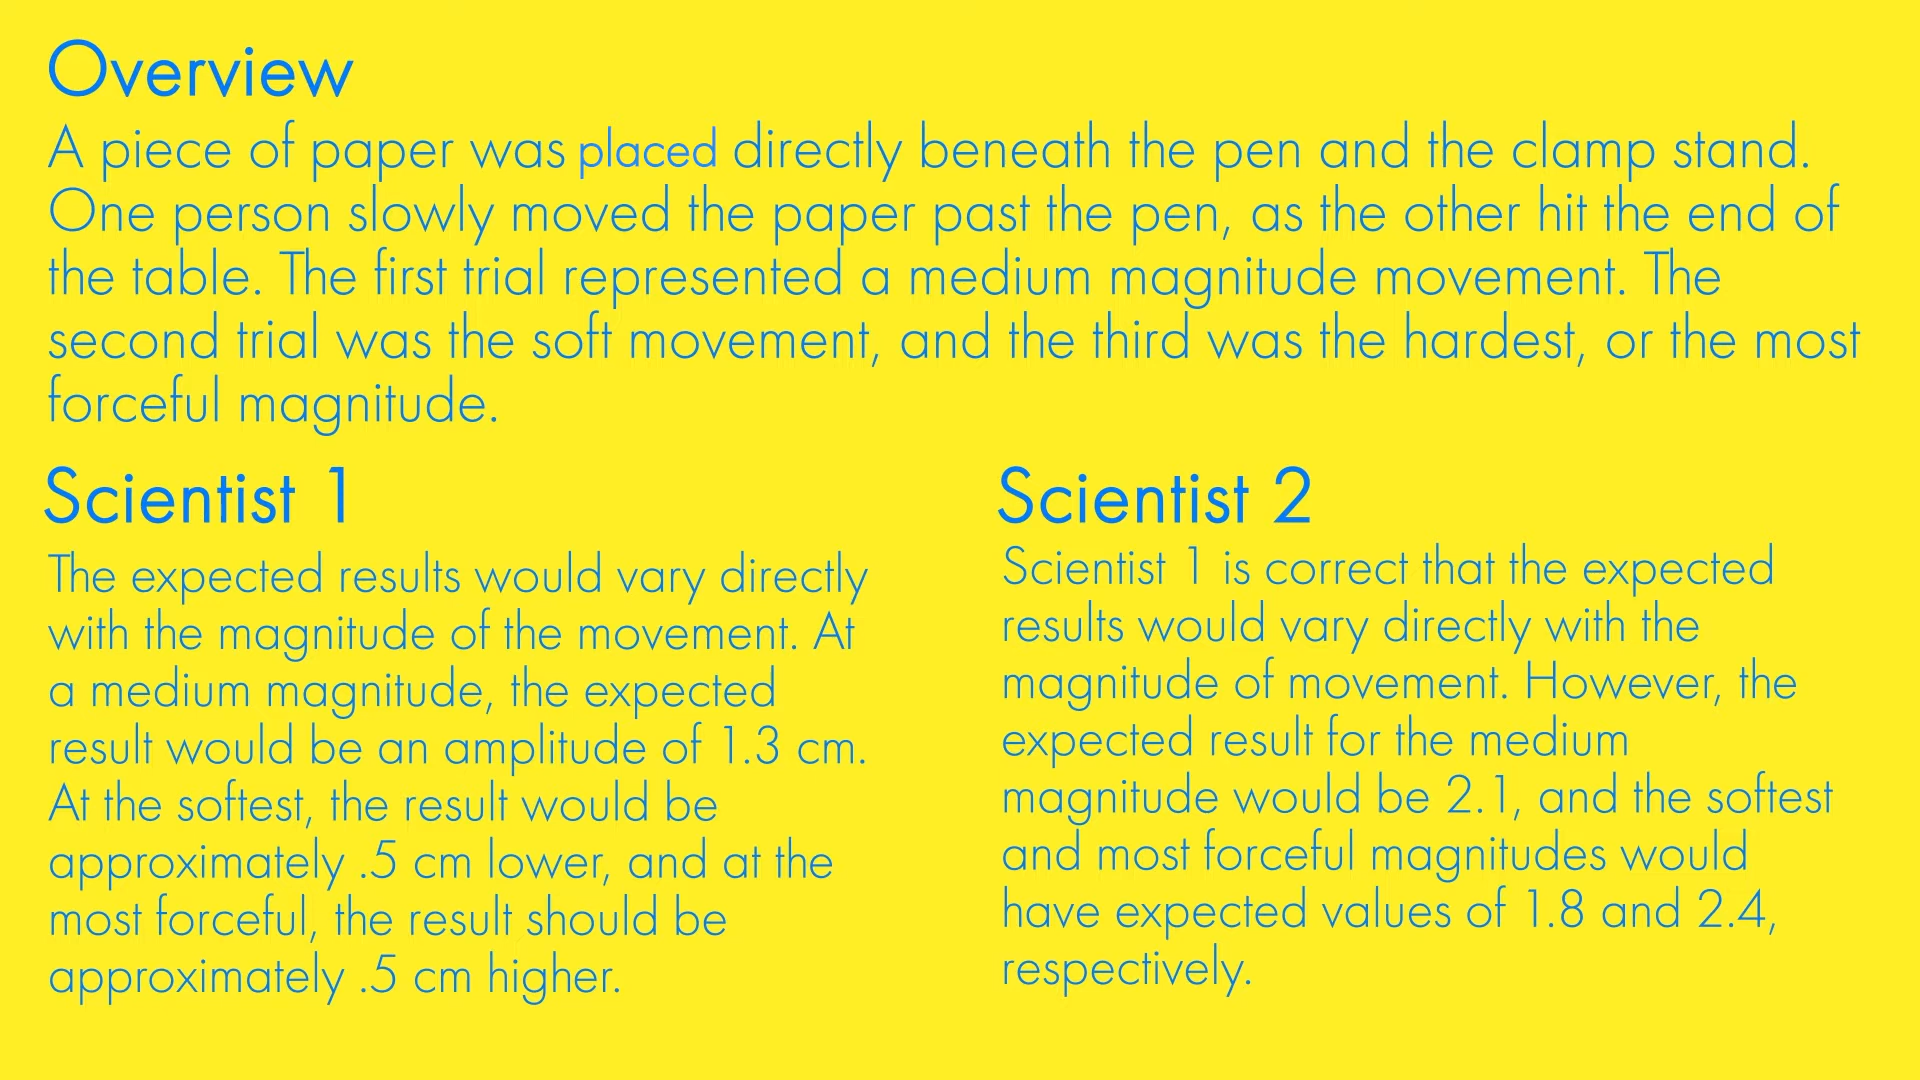 Overview
A piece of paper was placed directly beneath the pen and the clamp stand.
One person slowly moved the paper past the pen, as the other hit the end of
the table. The first trial represented a medium magnitude movement. The
second trial was the soft movement, and the third was the hardest, or the most
forceful magnitude.
Scientist 1
The expected results would vary directly
with the magnitude of the movement. At
a medium magnitude, the expected
result would be an amplitude of 1.3 cm.
At the softest, the result would be
approximately .5 cm lower, and at the
most forceful, the result should be
approximately .5 cm higher.
Scientist 2
Scientist 1 is correct that the expected
results would vary directly with the
magnitude of movement. However, the
expected result for the medium
magnitude would be 2.1, and the softest
and most forceful magnitudes would
have expected values of 1.8 and 2.4,
respectively.